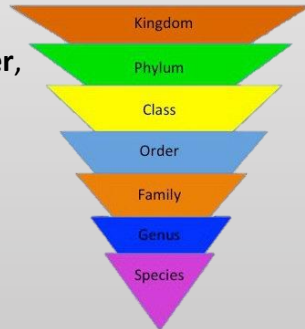 Kingdom
er,
Phylum
Class
Order
Family
Genus
Species